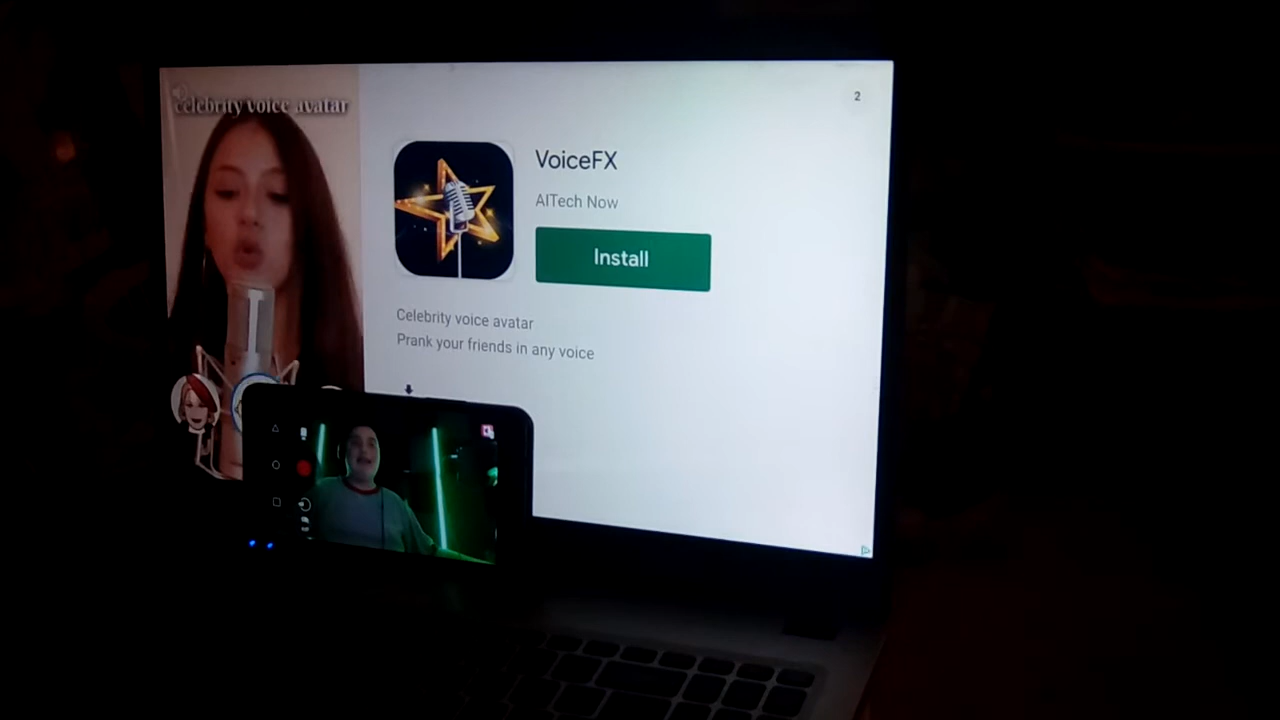 celebrity voice avatar
2
VoiceFX
AITech Now
Install
Celebrity voice avatar
Prank your friends in any voice